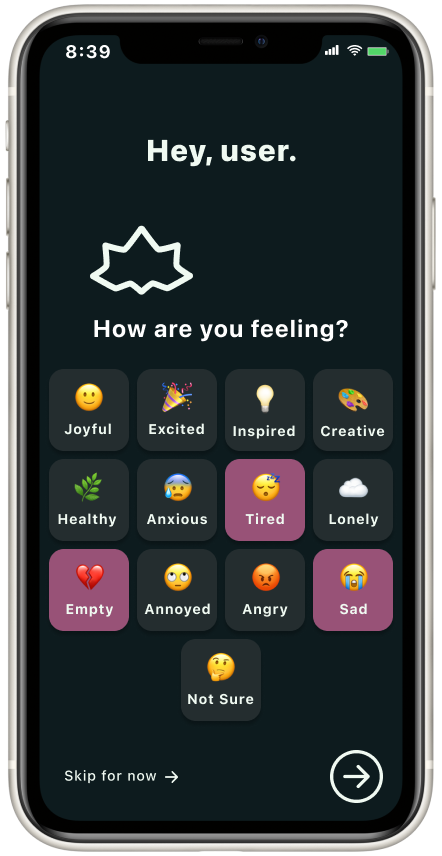 8:39
Hey, user.
How are you feeling?
Joyful Excited Inspired Creative
Healthy Anxious Tired Lonely
Empty Annoyed Angry Sad
Not Sure
Skip for now →